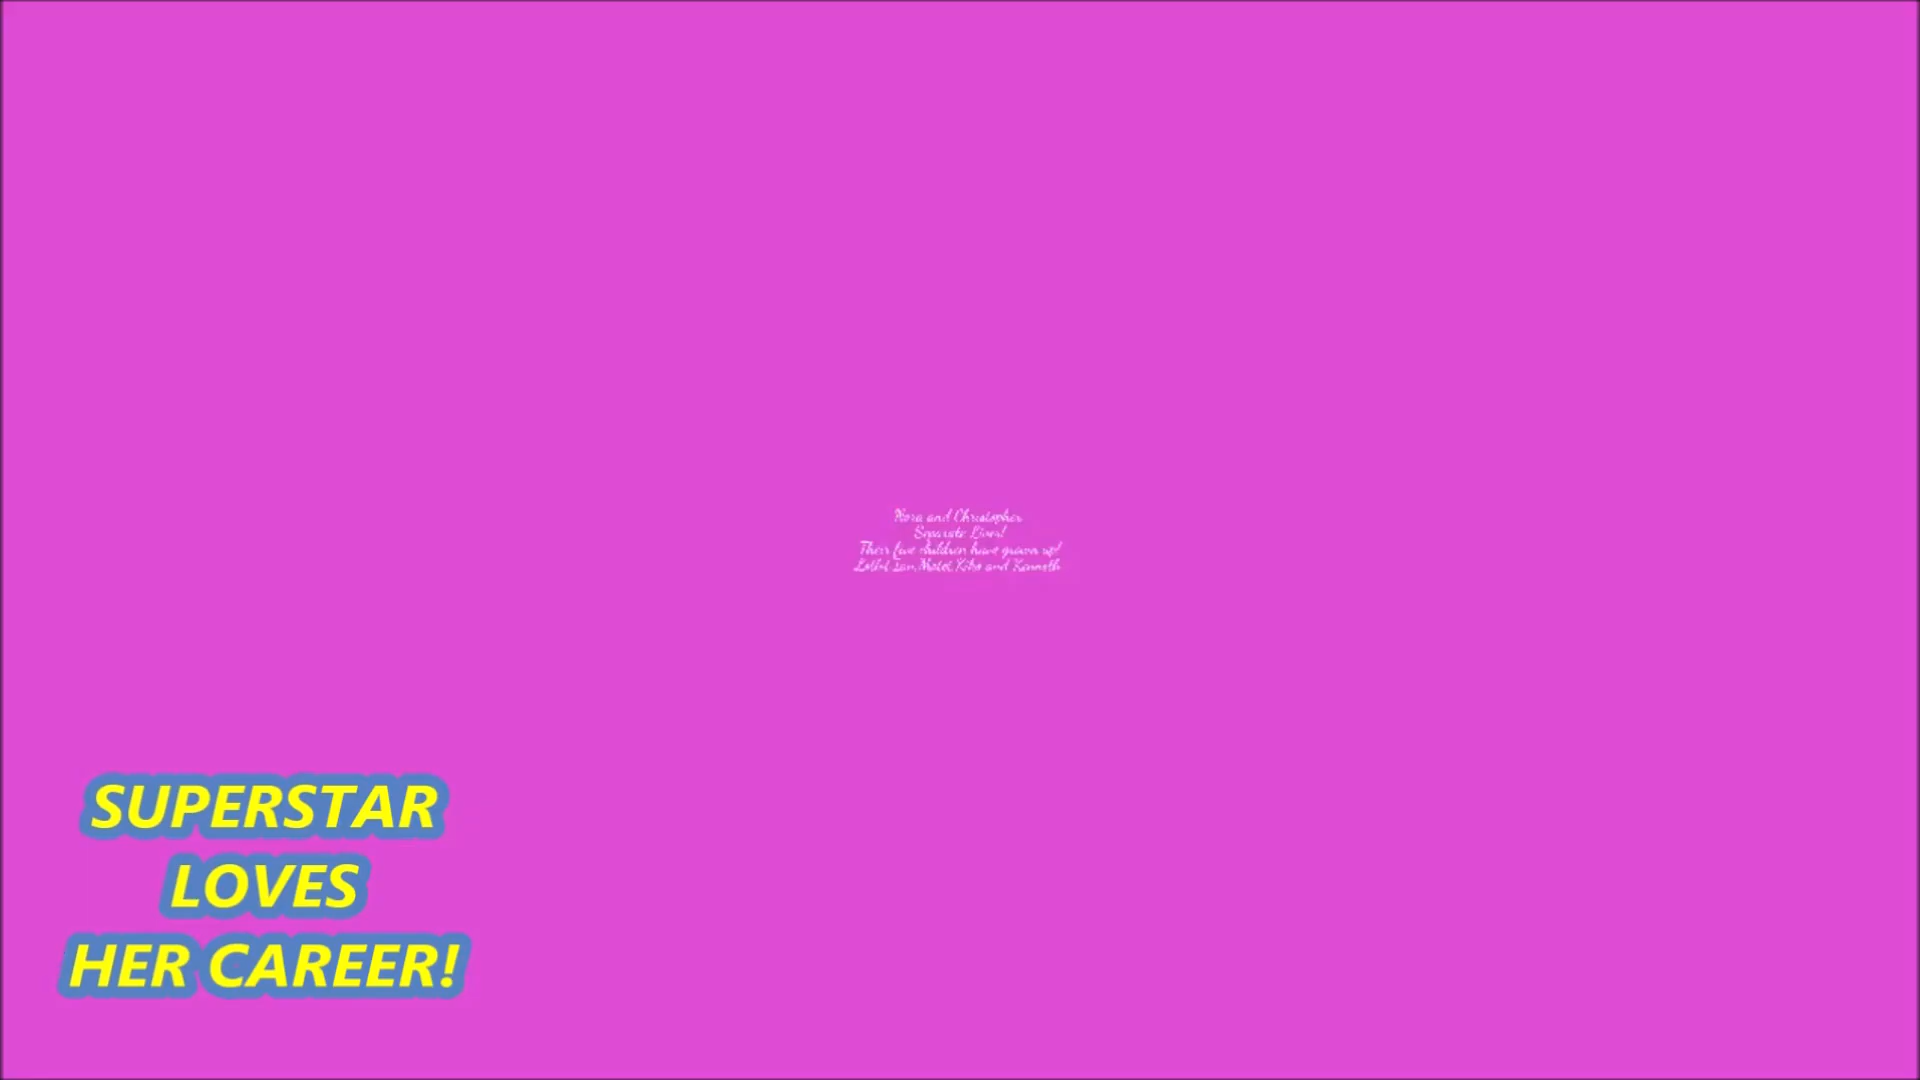 and Christopher
Separate Lives!
Their five children have grown up!
and Kenneth
SUPERSTAR
LOVES
HER CAREER!